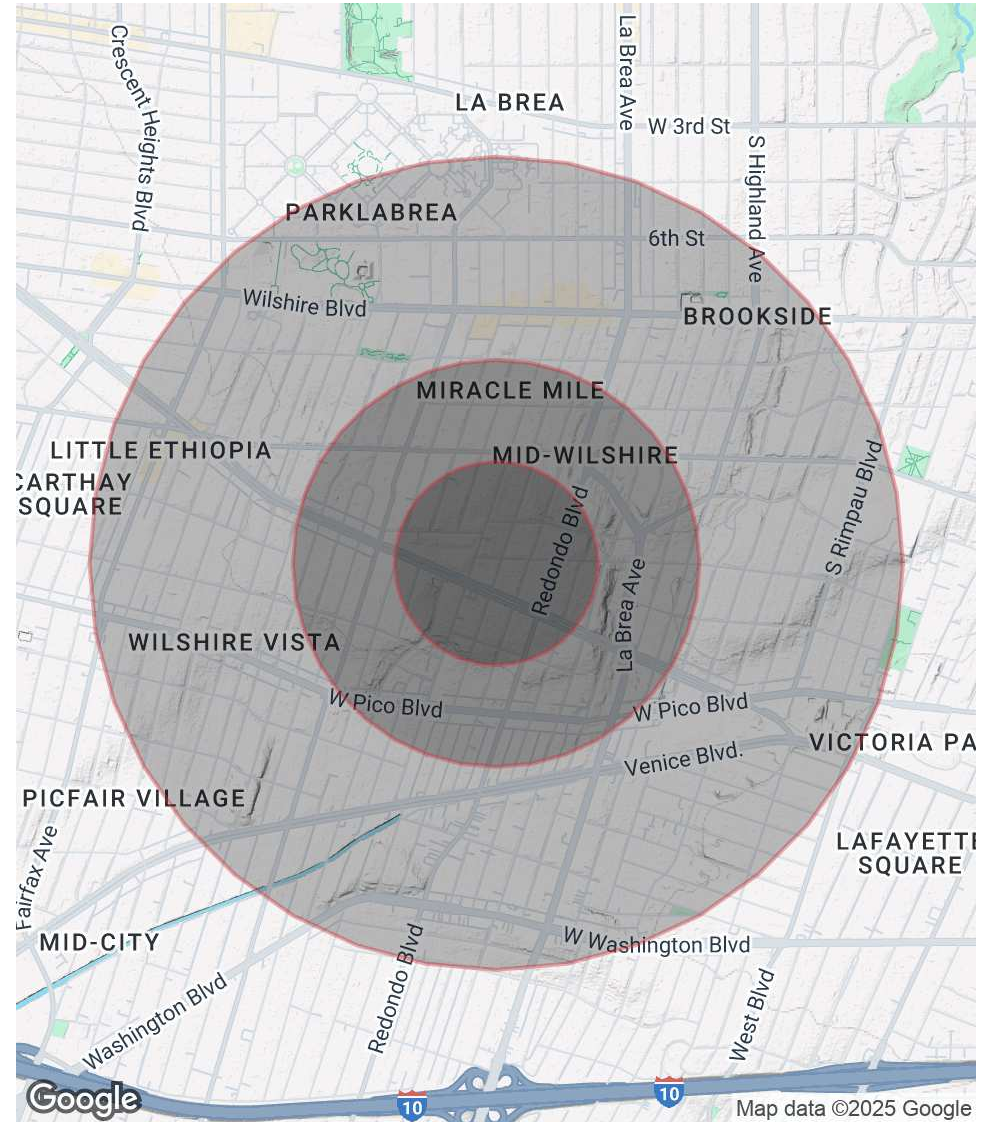 Crescent Heights Blvd
La Brea Ave
LA BREA
W 3rd St
S Highland Ave
PARKLABREA
6th St
Wilshire Blvd
BROOKSIDE
MIRACLE MILE
LITTLE ETHIOPIA
MID-WILSHIRE
CARTHAY
SQUARE
S Rimpau Blvd
Redondo Blvd
La Brea Ave
WILSHIRE VISTA
W Pico Blvd
W Pico Blvd
VICTORIA PA
Venice Blvd.
PICFAIR VILLAGE
Fairfax Ave
LAFAYETTE
SQUARE
MID-CITY
W Washington Blvd
Redondo Blvd
West Blvd
Washington Blvd
Google
10
10
Map data ©2025 Google